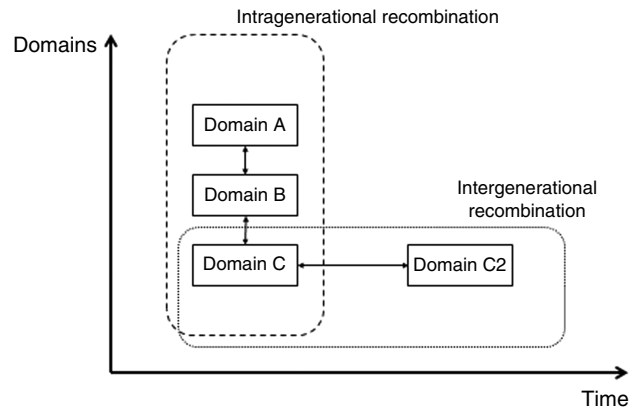 Intragenerational recombination
Domains
Domain A
Domain B
Intergenerational
recombination
Domain C
Domain C2
Time